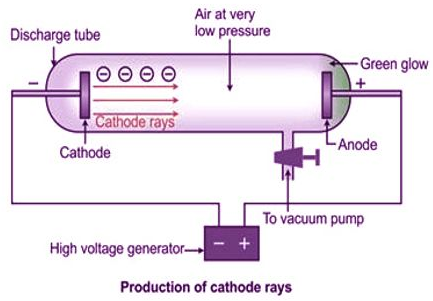 Air at very
low pressure
Discharge tube
Green glow
− − − −
−
+
Cathode rays
Cathode
Anode
To vacuum pump
High voltage generator
− +
Production of cathode rays